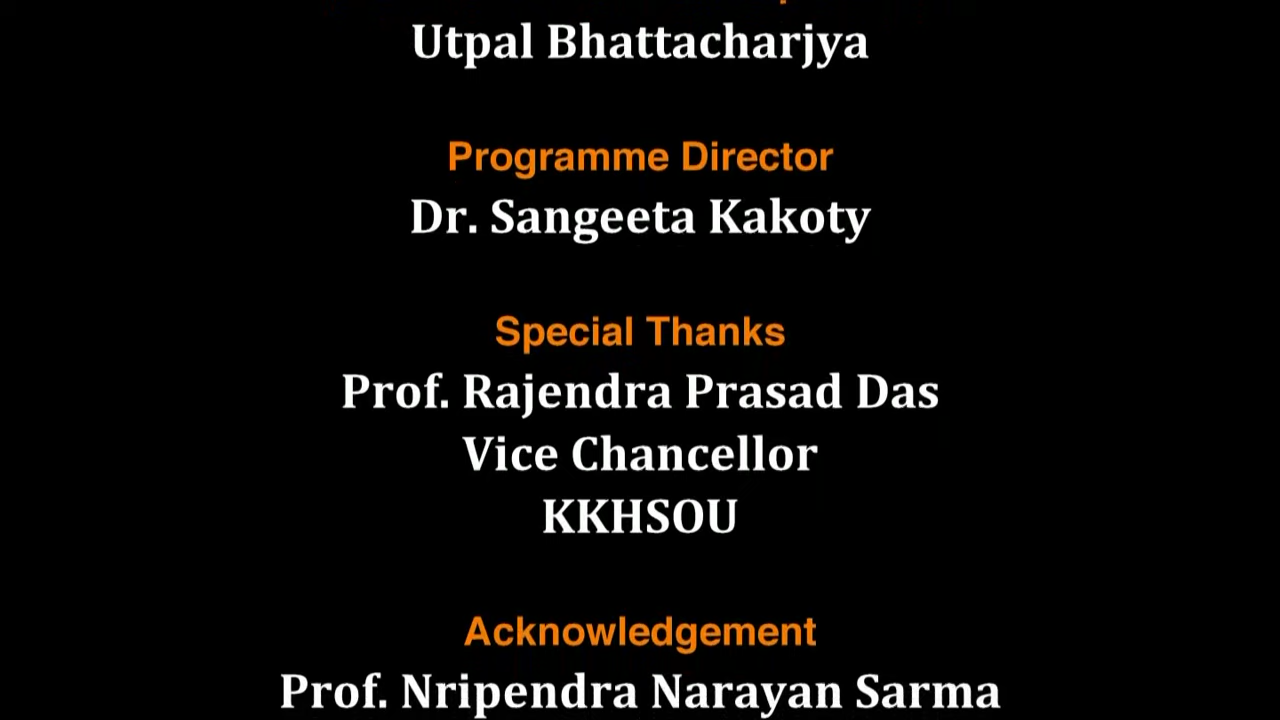 Utpal Bhattacharjya
Programme Director
Dr. Sangeeta Kakoty
Special Thanks
Prof. Rajendra Prasad Das
Vice Chancellor
KKHSOU
Acknowledgement
Prof. Nripendra Narayan Sarma